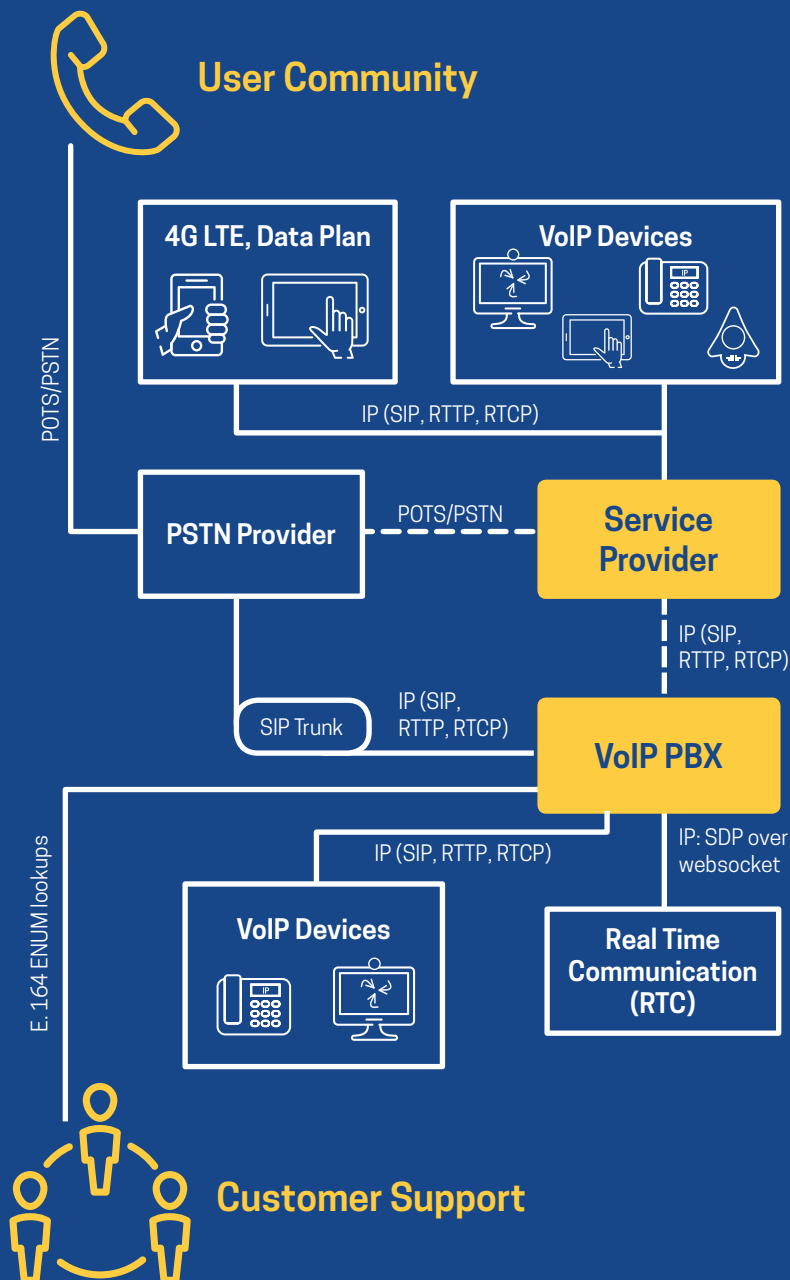 User Community
4G LTE, Data Plan
VoIP Devices
IP
POTS/PSTN
IP (SIP, RTTP, RTCP)
PSTN Provider
POTS/PSTN
Service
Provider
IP (SIP,
RTTP, RTCP)
SIP Trunk
IP (SIP,
RTTP, RTCP)
VoIP PBX
IP (SIP, RTTP, RTCP)
IP: SDP over
websocket
E. 164 ENUM lookups
VoIP Devices
IP
Real Time
Communication
(RTC)
Customer Support